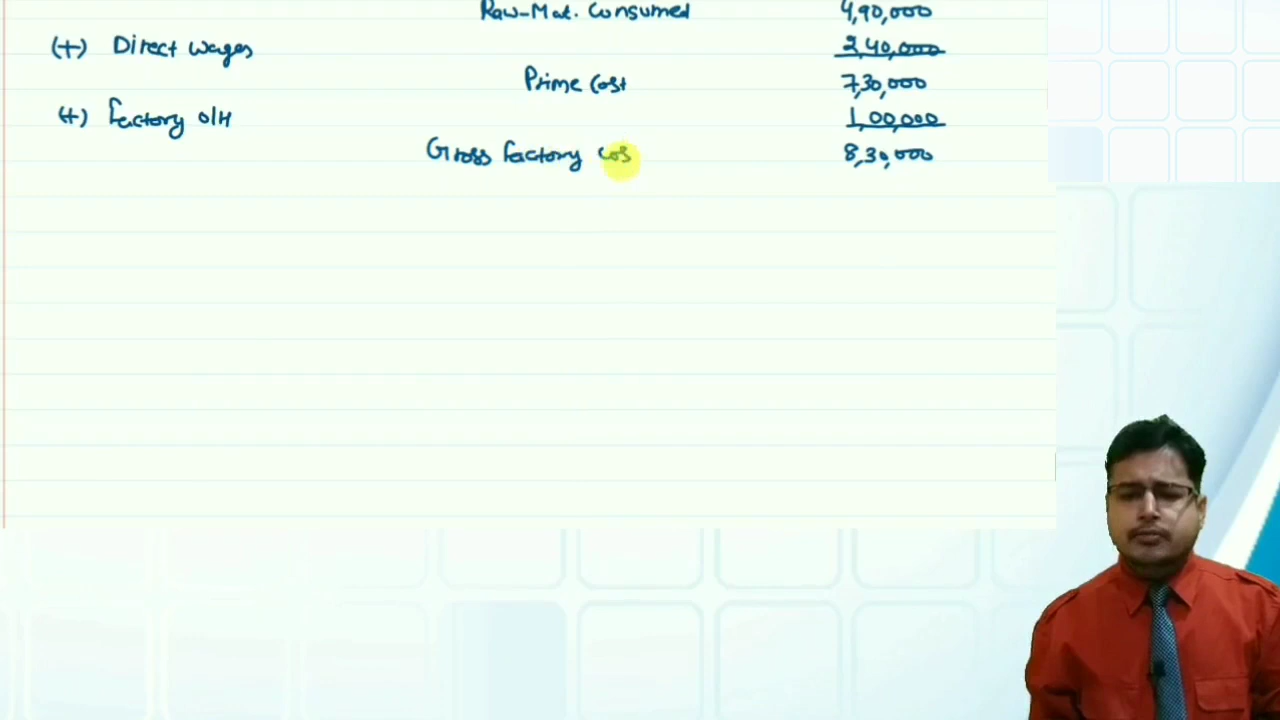 Raw-Mat. Consumed 4,90,000
(+) Direct wages 2,40,000
Prime Cost 7,30,000
(+) Factory O/H 1,00,000
Gross factory Cos 8,30,000